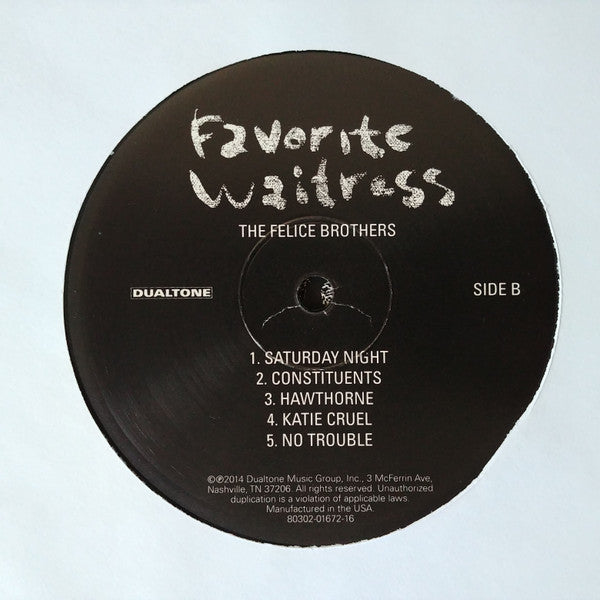 Favorite
Waitress
THE FELICE BROTHERS
DUALTONE
SIDE B
1. SATURDAY NIGHT
2. CONSTITUENTS
3. HAWTHORNE
4. KATIE CRUEL
5. NO TROUBLE
©℗2014 Dualtone Music Group, Inc., 3 McFerrin Ave,
Nashville, TN 37206. All rights reserved. Unauthorized
duplication is a violation of applicable laws.
Manufactured in the USA.
80302-01672-16